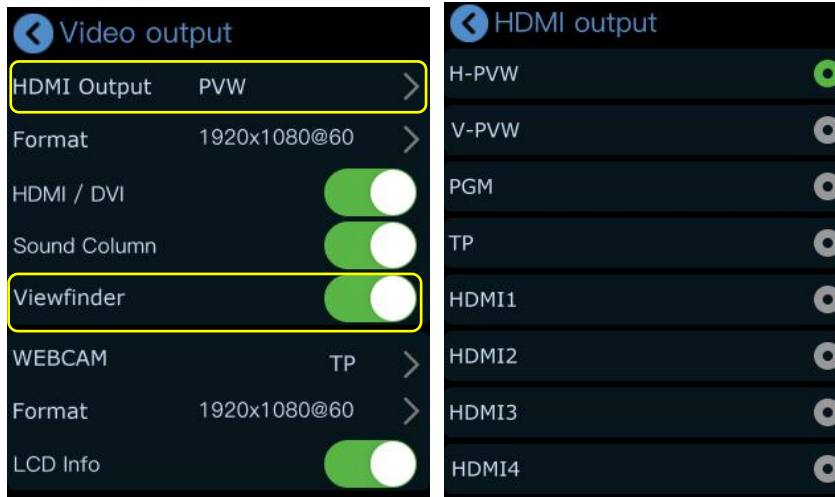 Video output
HDMI Output PVW
Format 1920x1080@60
HDMI / DVI
Sound Column
Viewfinder
WEBCAM TP
Format 1920x1080@60
LCD Info
HDMI output
H-PVW
V-PVW
PGM
TP
HDMI1
HDMI2
HDMI3
HDMI4